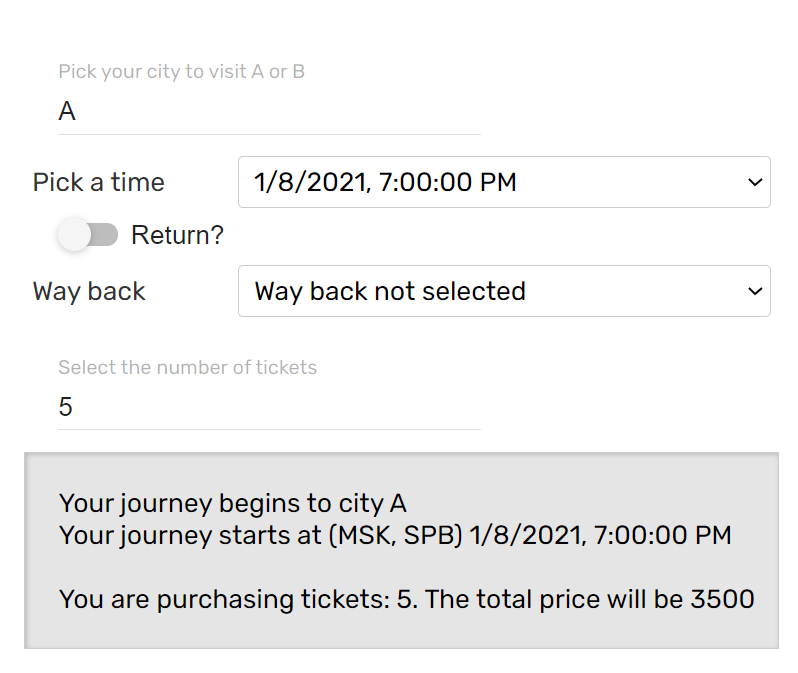 Pick your city to visit A or B
A
Pick a time
1/8/2021, 7:00:00 PM
Return?
Way back
Way back not selected
Select the number of tickets
5
Your journey begins to city A
Your journey starts at (MSK, SPB) 1/8/2021, 7:00:00 PM
You are purchasing tickets: 5. The total price will be 3500